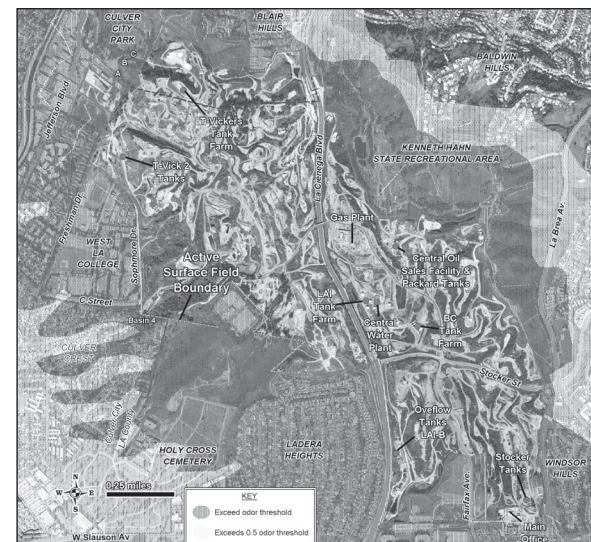 CULVER
CITY
PARK
BLAIR
HILLS
BALDWIN
HILLS
C
B
A
Jefferson Blvd
T-Vickers
Tank
Farm
La Cienega Blvd
KENNETH HAHN
STATE RECREATIONAL AREA
T-Vick 2
Tanks
Freshman Dr.
Gas Plant
La Brea Av.
WEST
LA
COLLEGE
Sophmore Dr.
Active
Surface Field
Boundary
Central Oil
Sales Facility &
Packard Tanks
C Street
LAI
Tank
Farm
Basin 4
Central
Water
Plant
BC
Tank
Farm
CULVER
CREST
Stocker St
Culver City
LA County
Oveflow
Tanks
LAI-B
HOLY CROSS
CEMETERY
LADERA
HEIGHTS
Stocker
Tanks
WINDSOR
HILLS
Fairfax Ave.
N
W
E
S
0.25 miles
KEY
Exceed odor threshold
Exceeds 0.5 odor threshold
W Slauson Av
Main
Office